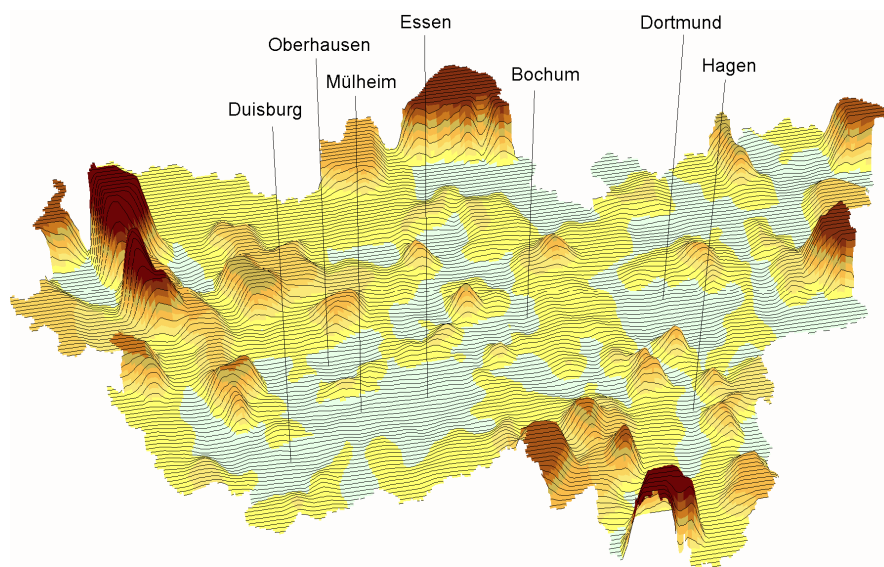 Essen
Dortmund
Oberhausen
Hagen
Mülheim
Bochum
Duisburg